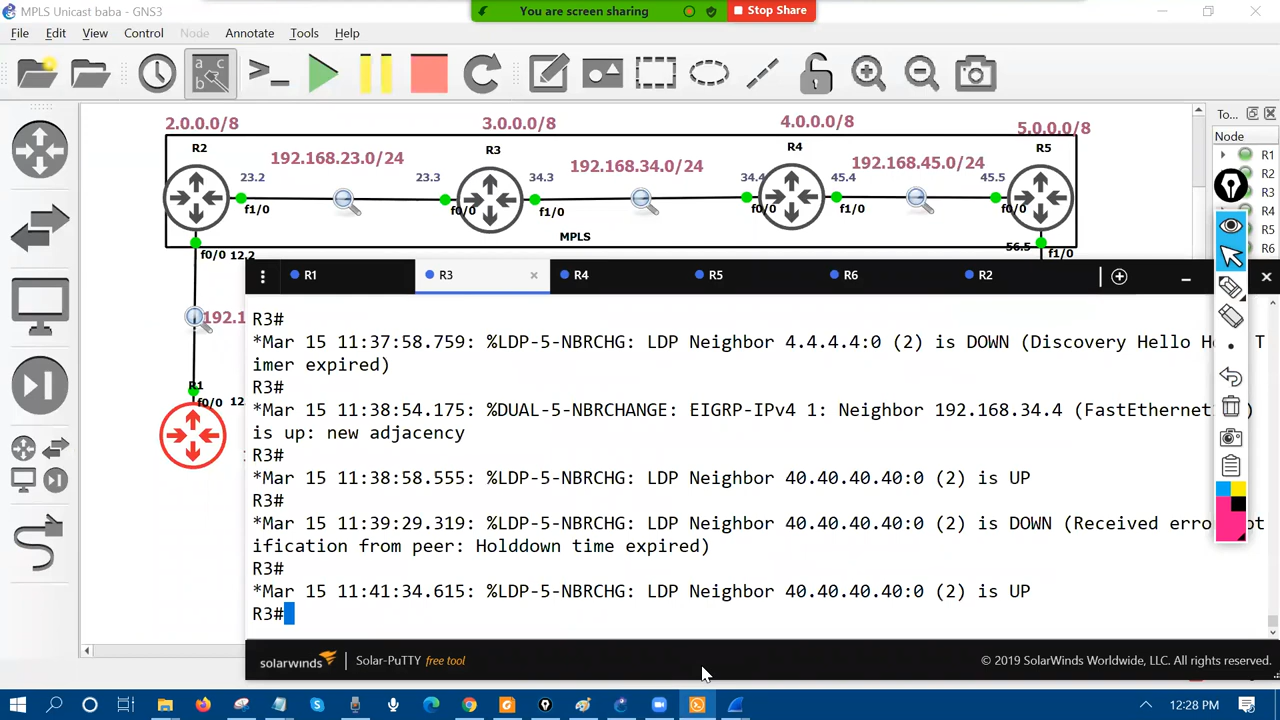 MPLS Unicast baba - GNS3
You are screen sharing
Stop Share
File Edit View Control Node Annotate Tools Help
2.0.0.0/8
3.0.0.0/8
4.0.0.0/8
5.0.0.0/8
R2
R3
R4
R5
192.168.23.0/24
192.168.34.0/24
192.168.45.0/24
23.2
23.3
34.3
34.4
45.4
45.5
f1/0
f0/0
f1/0
f0/0
f1/0
f0/0
MPLS
f0/0 12.2
56.5
f1/0
192.1
R1
f0/0
12
To...
Node
R1
R2
R3
R4
R5
R6
R1 R3 × R4 R5 R6 R2
R3#
*Mar 15 11:37:58.759: %LDP-5-NBRCHG: LDP Neighbor 4.4.4.4:0 (2) is DOWN (Discovery Hello H T
imer expired)
R3#
*Mar 15 11:38:54.175: %DUAL-5-NBRCHANGE: EIGRP-IPv4 1: Neighbor 192.168.34.4 (FastEthernet )
is up: new adjacency
R3#
*Mar 15 11:38:58.555: %LDP-5-NBRCHG: LDP Neighbor 40.40.40.40:0 (2) is UP
R3#
*Mar 15 11:39:29.319: %LDP-5-NBRCHG: LDP Neighbor 40.40.40.40:0 (2) is DOWN (Received erro ot
ification from peer: Holddown time expired)
R3#
*Mar 15 11:41:34.615: %LDP-5-NBRCHG: LDP Neighbor 40.40.40.40:0 (2) is UP
R3#
solarwinds Solar-PuTTY free tool
© 2019 SolarWinds Worldwide, LLC. All rights reserved.
12:28 PM